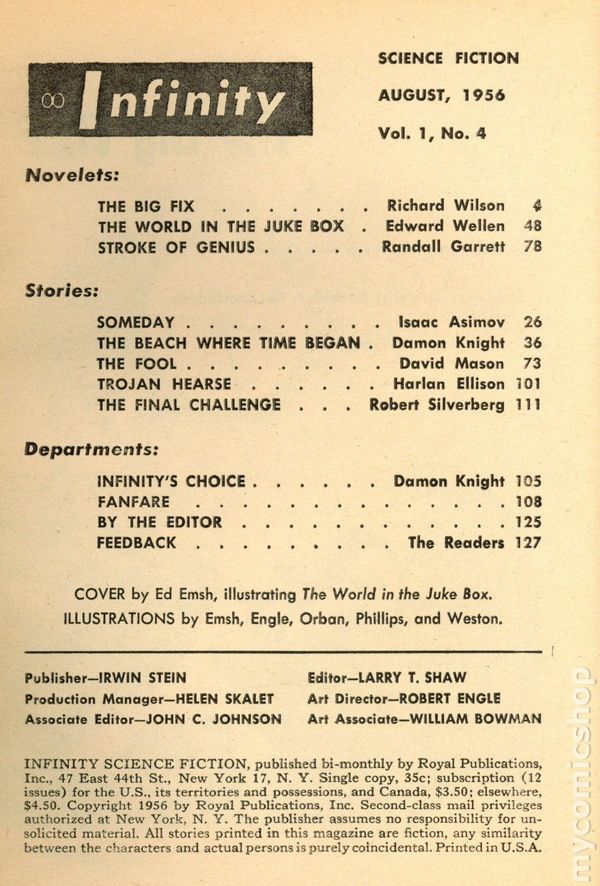 SCIENCE FICTION
∞ Infinity
AUGUST, 1956
Vol. 1, No. 4
Novelets:
THE BIG FIX . . . . . . . Richard Wilson 4
THE WORLD IN THE JUKE BOX . Edward Wellen 48
STROKE OF GENIUS . . . . . Randall Garrett 78
Stories:
SOMEDAY . . . . . . . . . Isaac Asimov 26
THE BEACH WHERE TIME BEGAN . Damon Knight 36
THE FOOL . . . . . . . . . David Mason 73
TROJAN HEARSE . . . . . . Harlan Ellison 101
THE FINAL CHALLENGE . . . Robert Silverberg 111
Departments:
INFINITY'S CHOICE . . . . . . Damon Knight 105
FANFARE . . . . . . . . . . . . . . 108
BY THE EDITOR . . . . . . . . . . . . 125
FEEDBACK . . . . . . . . The Readers 127
COVER by Ed Emsh, illustrating The World in the Juke Box.
ILLUSTRATIONS by Emsh, Engle, Orban, Phillips, and Weston.
Publisher—IRWIN STEIN Editor—LARRY T. SHAW
Production Manager—HELEN SKALET Art Director—ROBERT ENGLE
Associate Editor—JOHN C. JOHNSON Art Associate—WILLIAM BOWMAN
INFINITY SCIENCE FICTION, published bi-monthly by Royal Publications,
Inc., 47 East 44th St., New York 17, N. Y. Single copy, 35c; subscription (12
issues) for the U.S., its territories and possessions, and Canada, $3.50; elsewhere,
$4.50. Copyright 1956 by Royal Publications, Inc. Second-class mail privileges
authorized at New York, N. Y. The publisher assumes no responsibility for un-
solicited material. All stories printed in this magazine are fiction, any similarity
between the characters and actual persons is purely coincidental. Printed in U.S.A.
mycomicshop